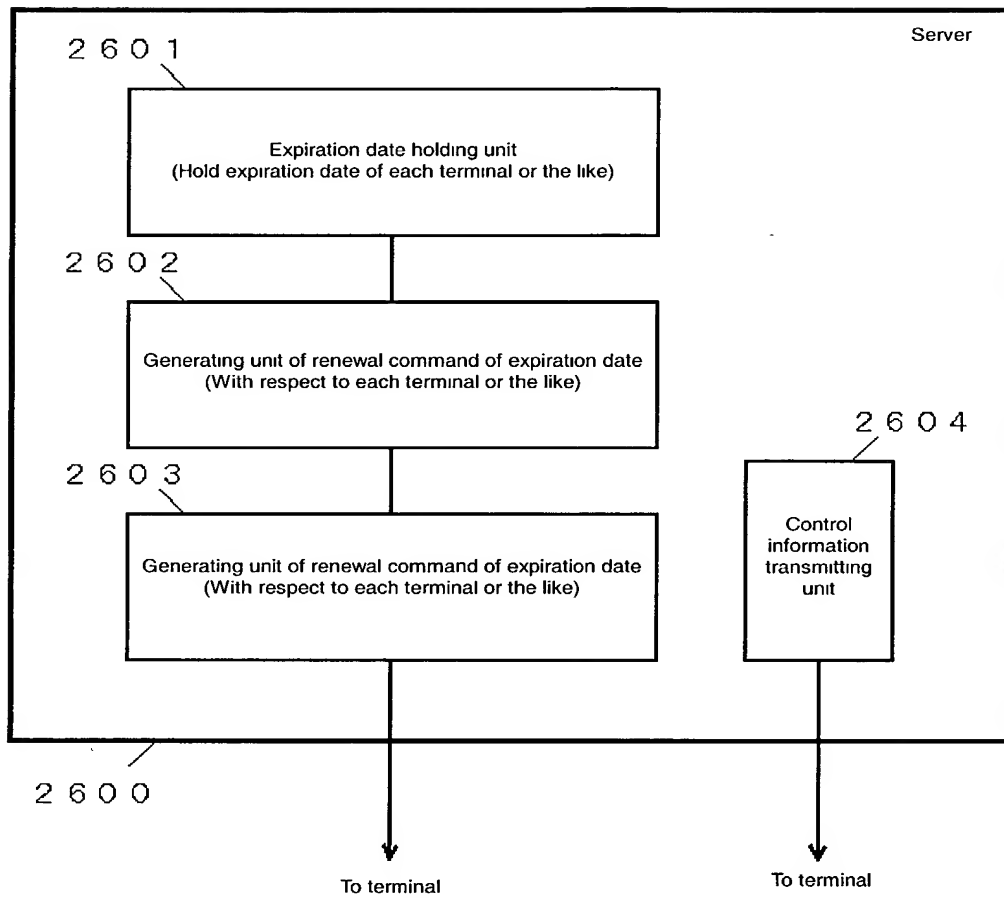 Server
2601
Expiration date holding unit
(Hold expiration date of each terminal or the like)
2602
Generating unit of renewal command of expiration date
(With respect to each terminal or the like)
2603
Generating unit of renewal command of expiration date
(With respect to each terminal or the like)
2604
Control
information
transmitting
unit
2600
To terminal
To terminal